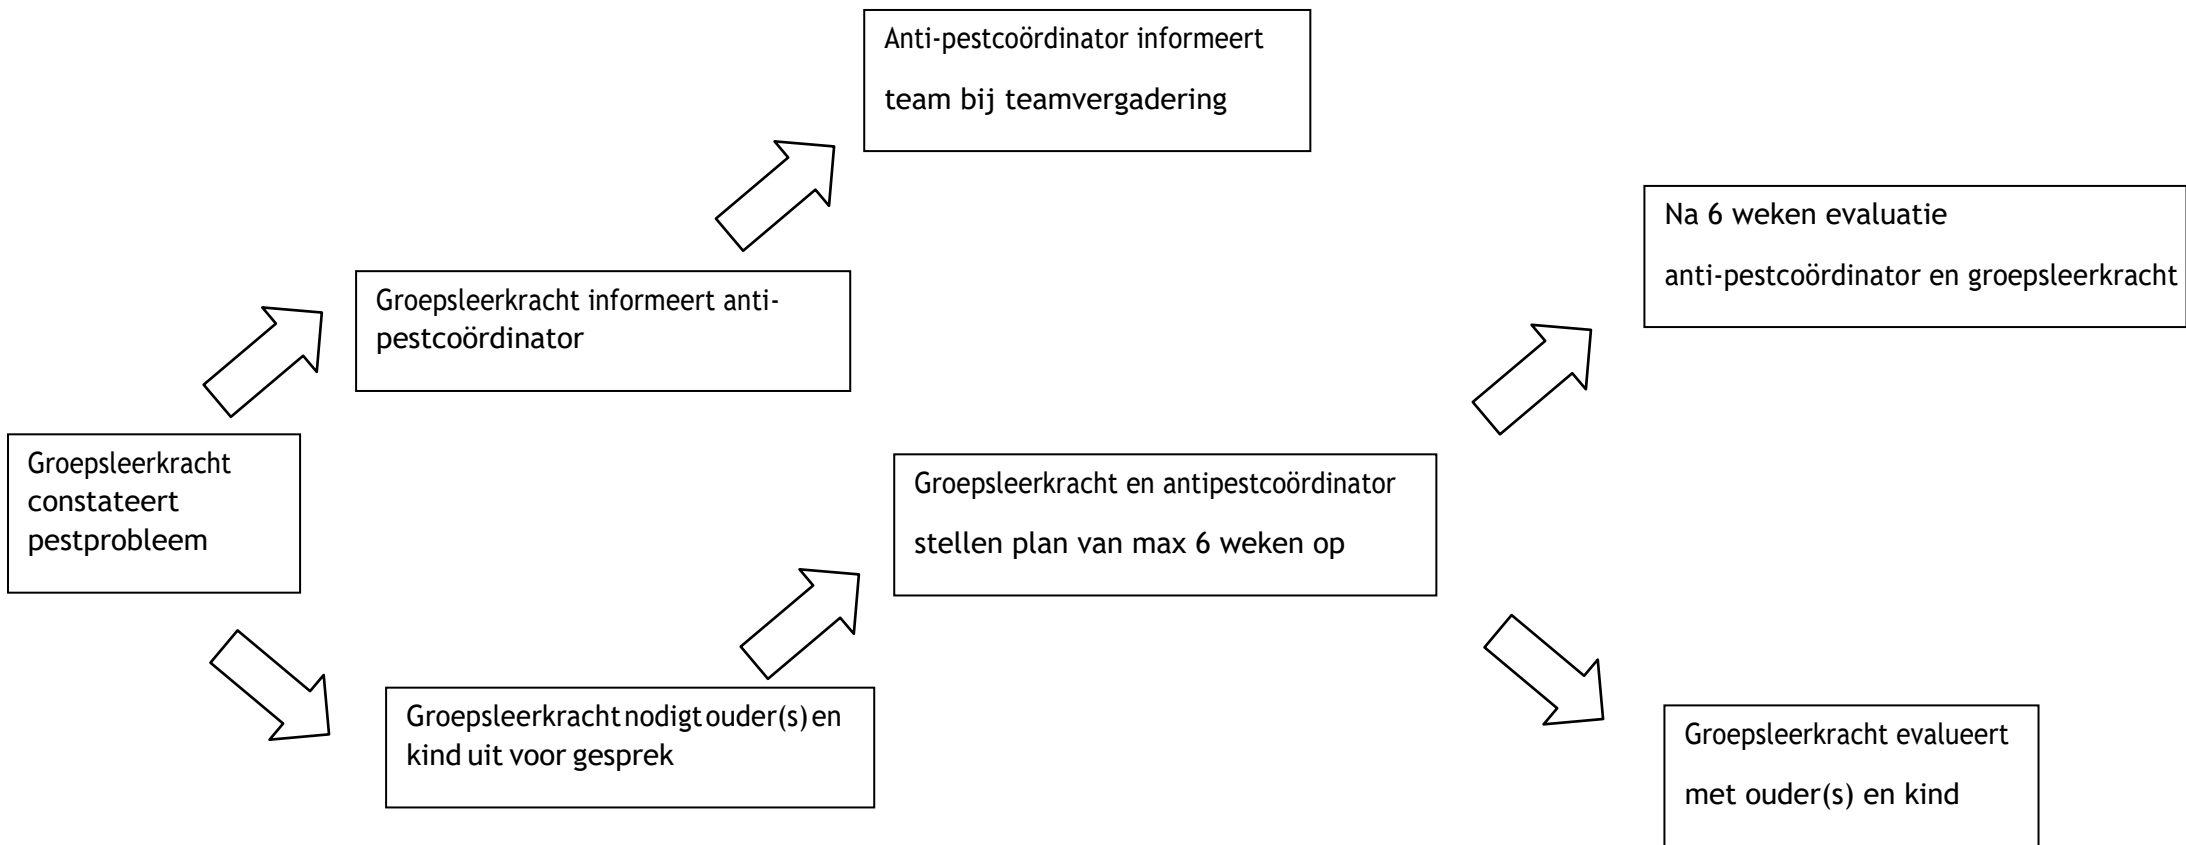 Anti-pestcoördinator informeert
team bij teamvergadering
Na 6 weken evaluatie
anti-pestcoördinator en groepsleerkracht
Groepsleerkracht informeert anti-
pestcoördinator
Groepsleerkracht
constateert
pestprobleem
Groepsleerkracht en antipestcoördinator
stellen plan van max 6 weken op
Groepsleerkracht nodigt ouder(s) en
kind uit voor gesprek
Groepsleerkracht evalueert
met ouder(s) en kind